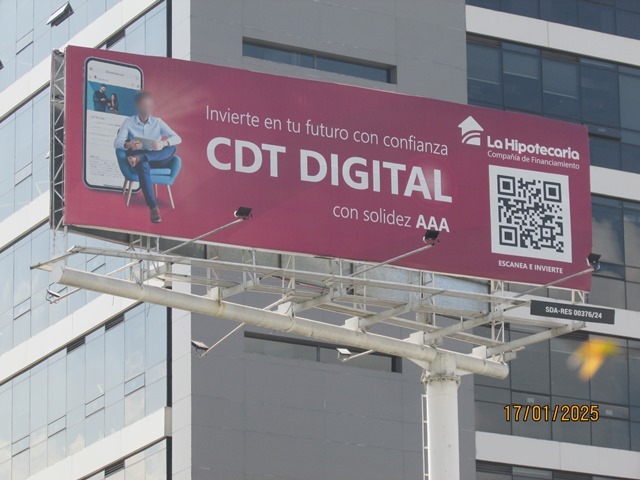 Invierte en tu futuro con confianza
CDT DIGITAL
con solidez AAA
La Hipotecaria
Compañía de Financiamiento
ESCANEA E INVIERTE
SDA-RES 00376/24
17/01/2025